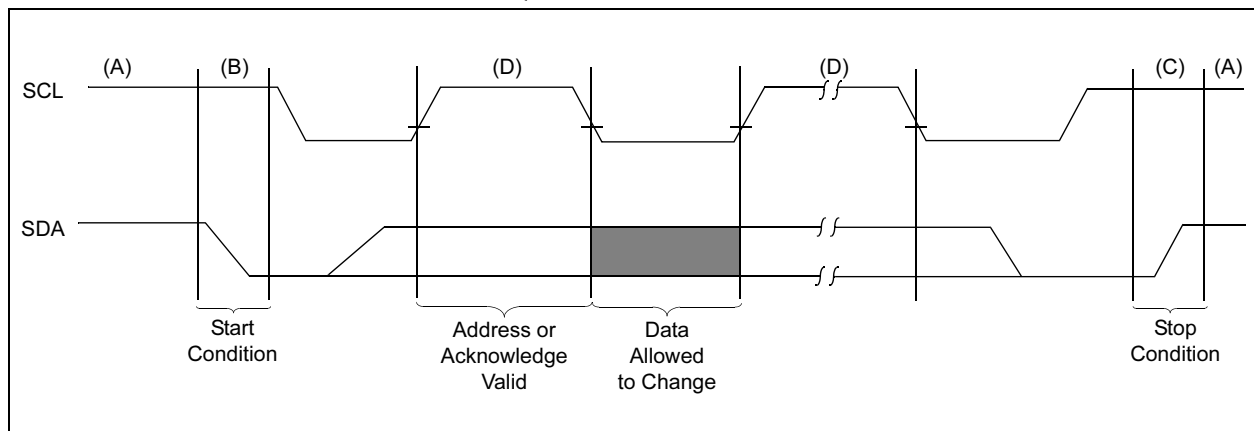 (A) (B) (D) (D) (C) (A)
SCL
SDA
Start
Condition
Address or
Acknowledge
Valid
Data
Allowed
to Change
Stop
Condition